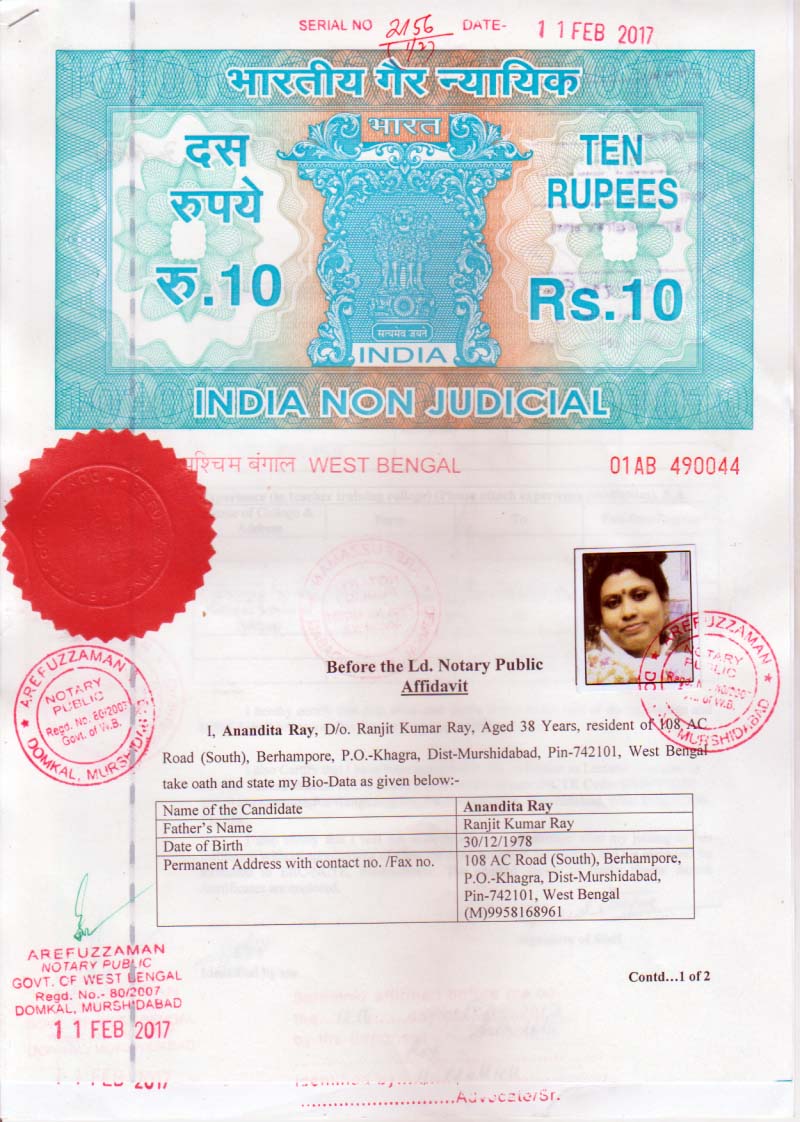 SERIAL NO 2156 DATE- 11 FEB 2017
भारतीय गैर न्यायिक
भारत
दस
रुपये
रु.10
TEN
RUPEES
Rs.10
सत्यमेव जयते
INDIA
INDIA NON JUDICIAL
पश्चिम बंगाल WEST BENGAL
01AB 490044
Before the Ld. Notary Public
Affidavit
AREFUZZAMAN
NOTARY
PUBLIC
Regd. No. 80/2007
Govt. of W.B.
DOMKAL, MURSHIDABAD
AREFUZZAMAN
NOTARY
PUBLIC
MURSHIDABAD
I, Anandita Ray, D/o. Ranjit Kumar Ray, Aged 38 Years, resident of 108 AC
Road (South), Berhampore, P.O.-Khagra, Dist-Murshidabad, Pin-742101, West Bengal
take oath and state my Bio-Data as given below:-
Name of the Candidate Anandita Ray
Father's Name Ranjit Kumar Ray
Date of Birth 30/12/1978
Permanent Address with contact no. /Fax no. 108 AC Road (South), Berhampore,
P.O.-Khagra, Dist-Murshidabad,
Pin-742101, West Bengal
(M)9958168961
AREFUZZAMAN
NOTARY PUBLIC
GOVT. OF WEST BENGAL
Regd. No.- 80/2007
DOMKAL, MURSHIDABAD
11 FEB 2017
Contd...1 of 2
11 FEB 2017
Advocate/Sr.